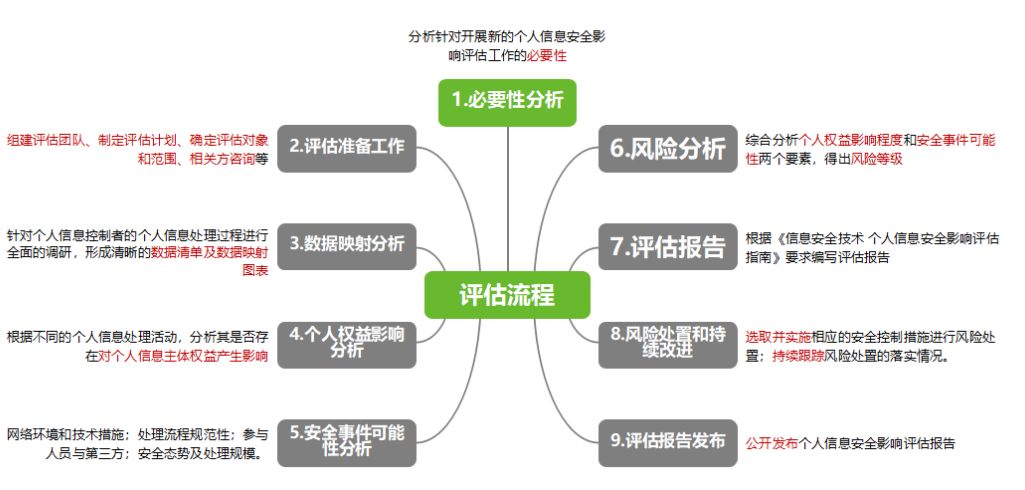 分析针对开展新的个人信息安全影
响评估工作的必要性
1.必要性分析
组建评估团队、制定评估计划、确定评估对象
和范围、相关方咨询等
2.评估准备工作
针对个人信息控制者的个人信息处理过程进行
全面的调研，形成清晰的数据清单及数据映射
图表
3.数据映射分析
评估流程
根据不同的个人信息处理活动，分析其是否存
在对个人信息主体权益产生影响
4.个人权益影响
分析
网络环境和技术措施；处理流程规范性；参与
人员与第三方；安全态势及处理规模。
5.安全事件可能
性分析
6.风险分析
综合分析个人权益影响程度和安全事件可能
性两个要素，得出风险等级
7.评估报告
根据《信息安全技术 个人信息安全影响评估
指南》要求编写评估报告
8.风险处置和持
续改进
选取并实施相应的安全控制措施进行风险处
置；持续跟踪风险处置的落实情况。
9.评估报告发布
公开发布个人信息安全影响评估报告